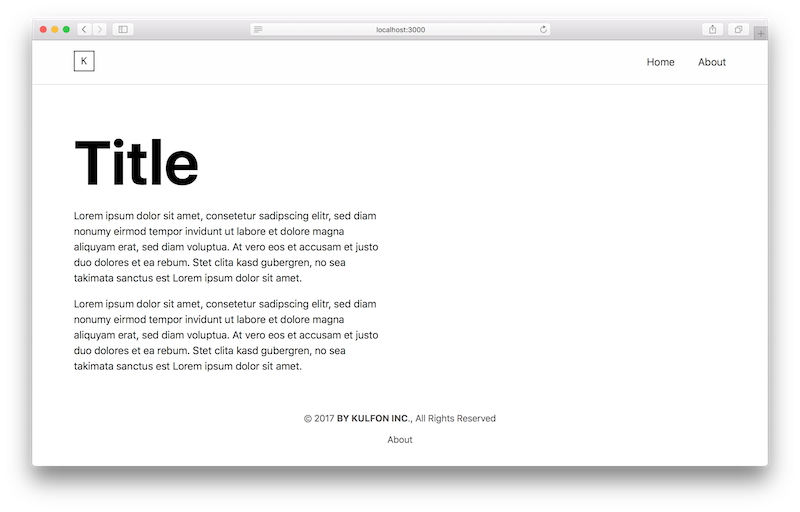 localhost:3000
K
Home About
Title
Lorem ipsum dolor sit amet, consetetur sadipscing elitr, sed diam
nonumy eirmod tempor invidunt ut labore et dolore magna
aliquyam erat, sed diam voluptua. At vero eos et accusam et justo
duo dolores et ea rebum. Stet clita kasd gubergren, no sea
takimata sanctus est Lorem ipsum dolor sit amet.
Lorem ipsum dolor sit amet, consetetur sadipscing elitr, sed diam
nonumy eirmod tempor invidunt ut labore et dolore magna
aliquyam erat, sed diam voluptua. At vero eos et accusam et justo
duo dolores et ea rebum. Stet clita kasd gubergren, no sea
takimata sanctus est Lorem ipsum dolor sit amet.
© 2017 BY KULFON INC., All Rights Reserved
About